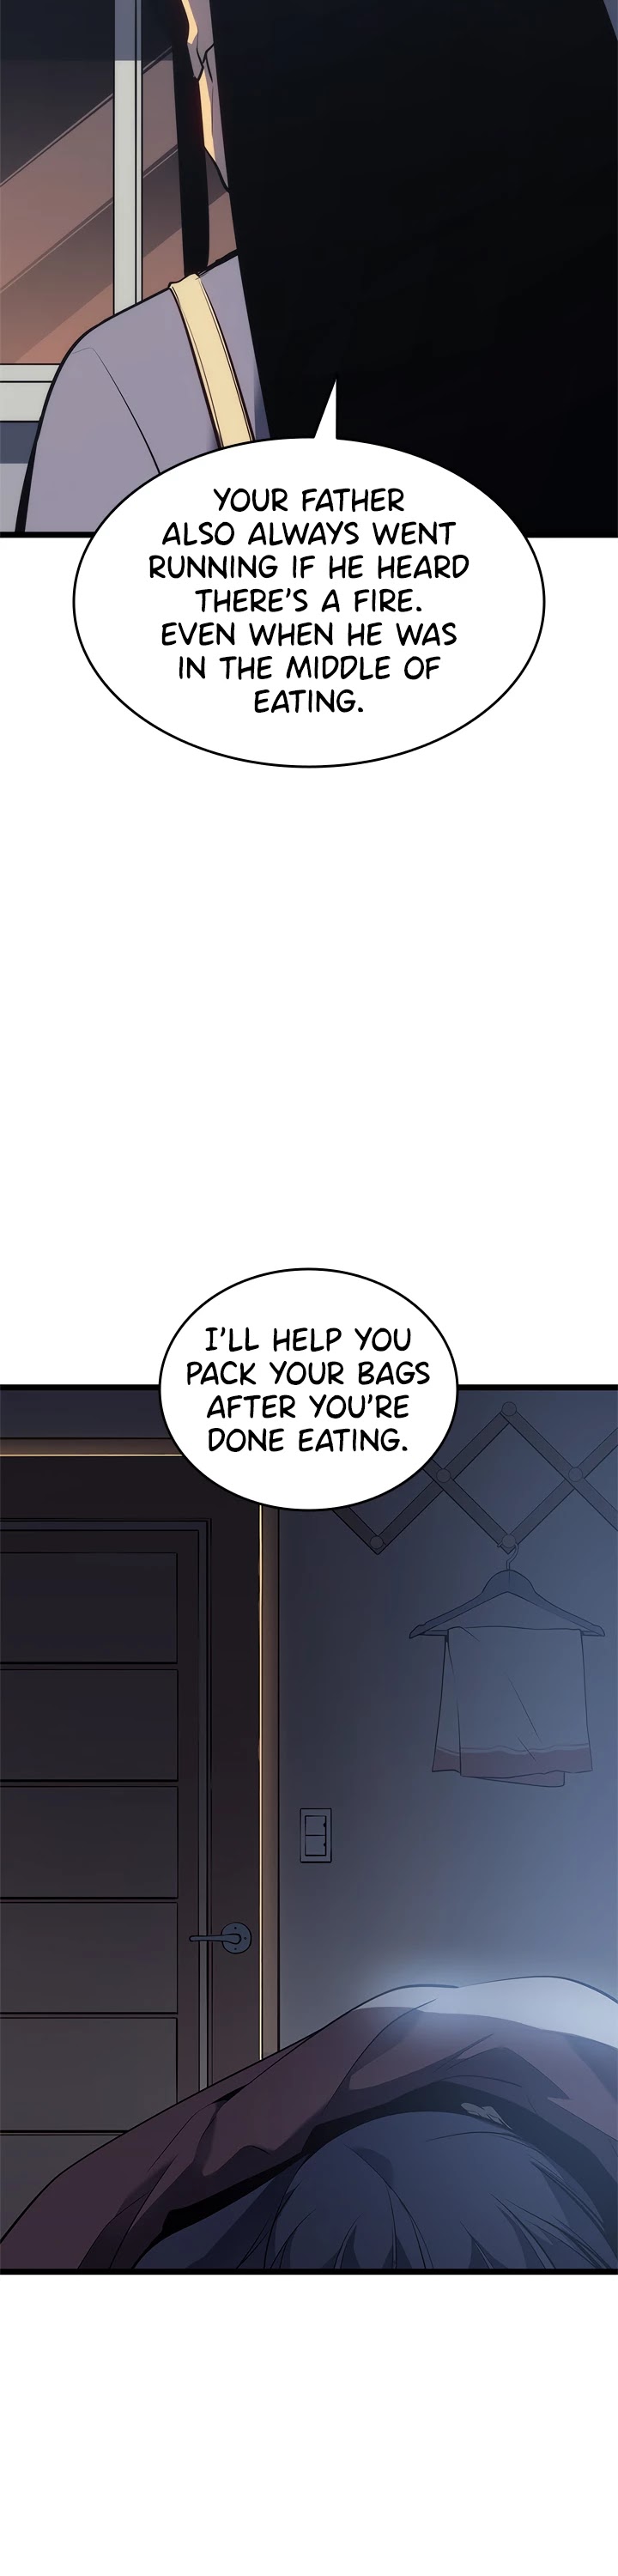 YOUR FATHER
ALSO ALWAYS WENT
RUNNING IF HE HEARD
THERE'S A FIRE.
EVEN WHEN HE WAS
IN THE MIDDLE OF
EATING.
I'LL HELP YOU
PACK YOUR BAGS
AFTER YOU'RE
DONE EATING.